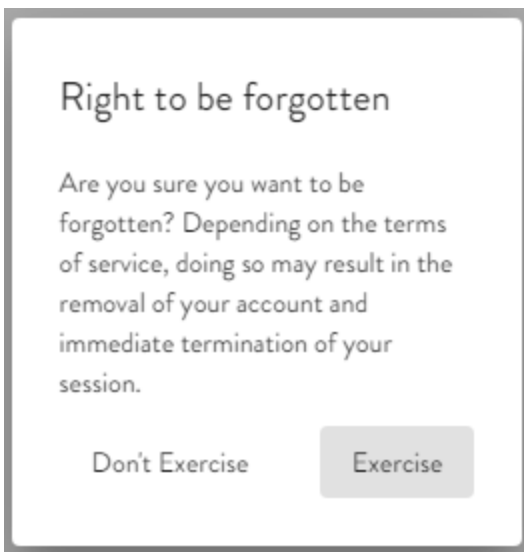 Right to be forgotten
Are you sure you want to be
forgotten? Depending on the terms
of service, doing so may result in the
removal of your account and
immediate termination of your
session.
Don't Exercise
Exercise